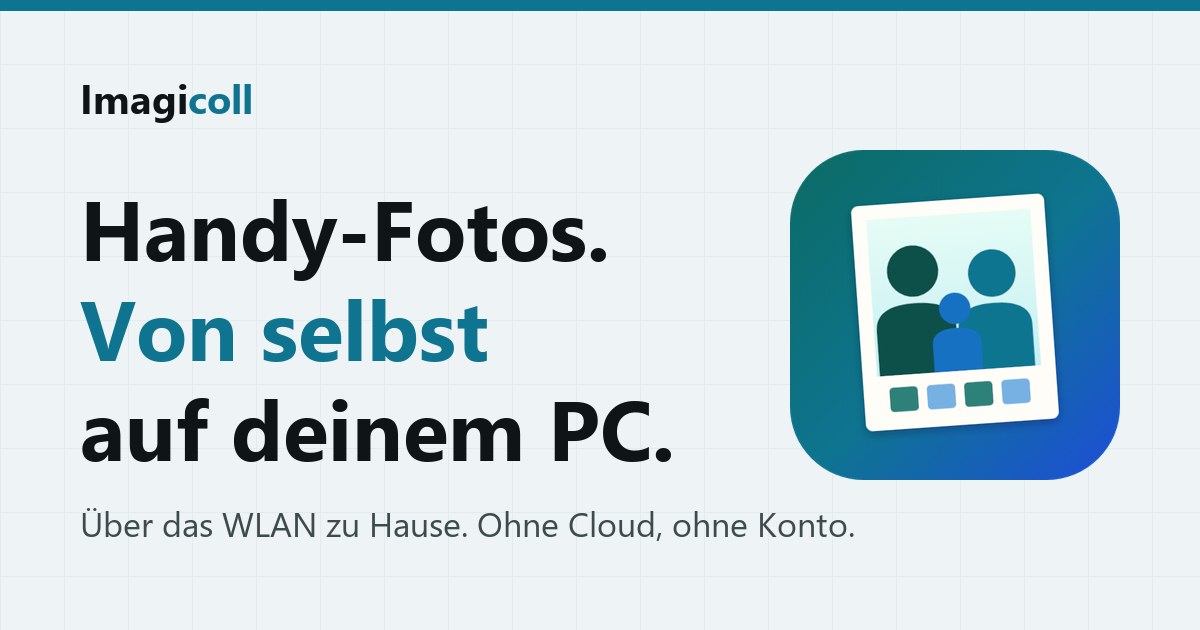 Imagicoll
Handy-Fotos.
Von selbst
auf deinem PC.
Über das WLAN zu Hause. Ohne Cloud, ohne Konto.